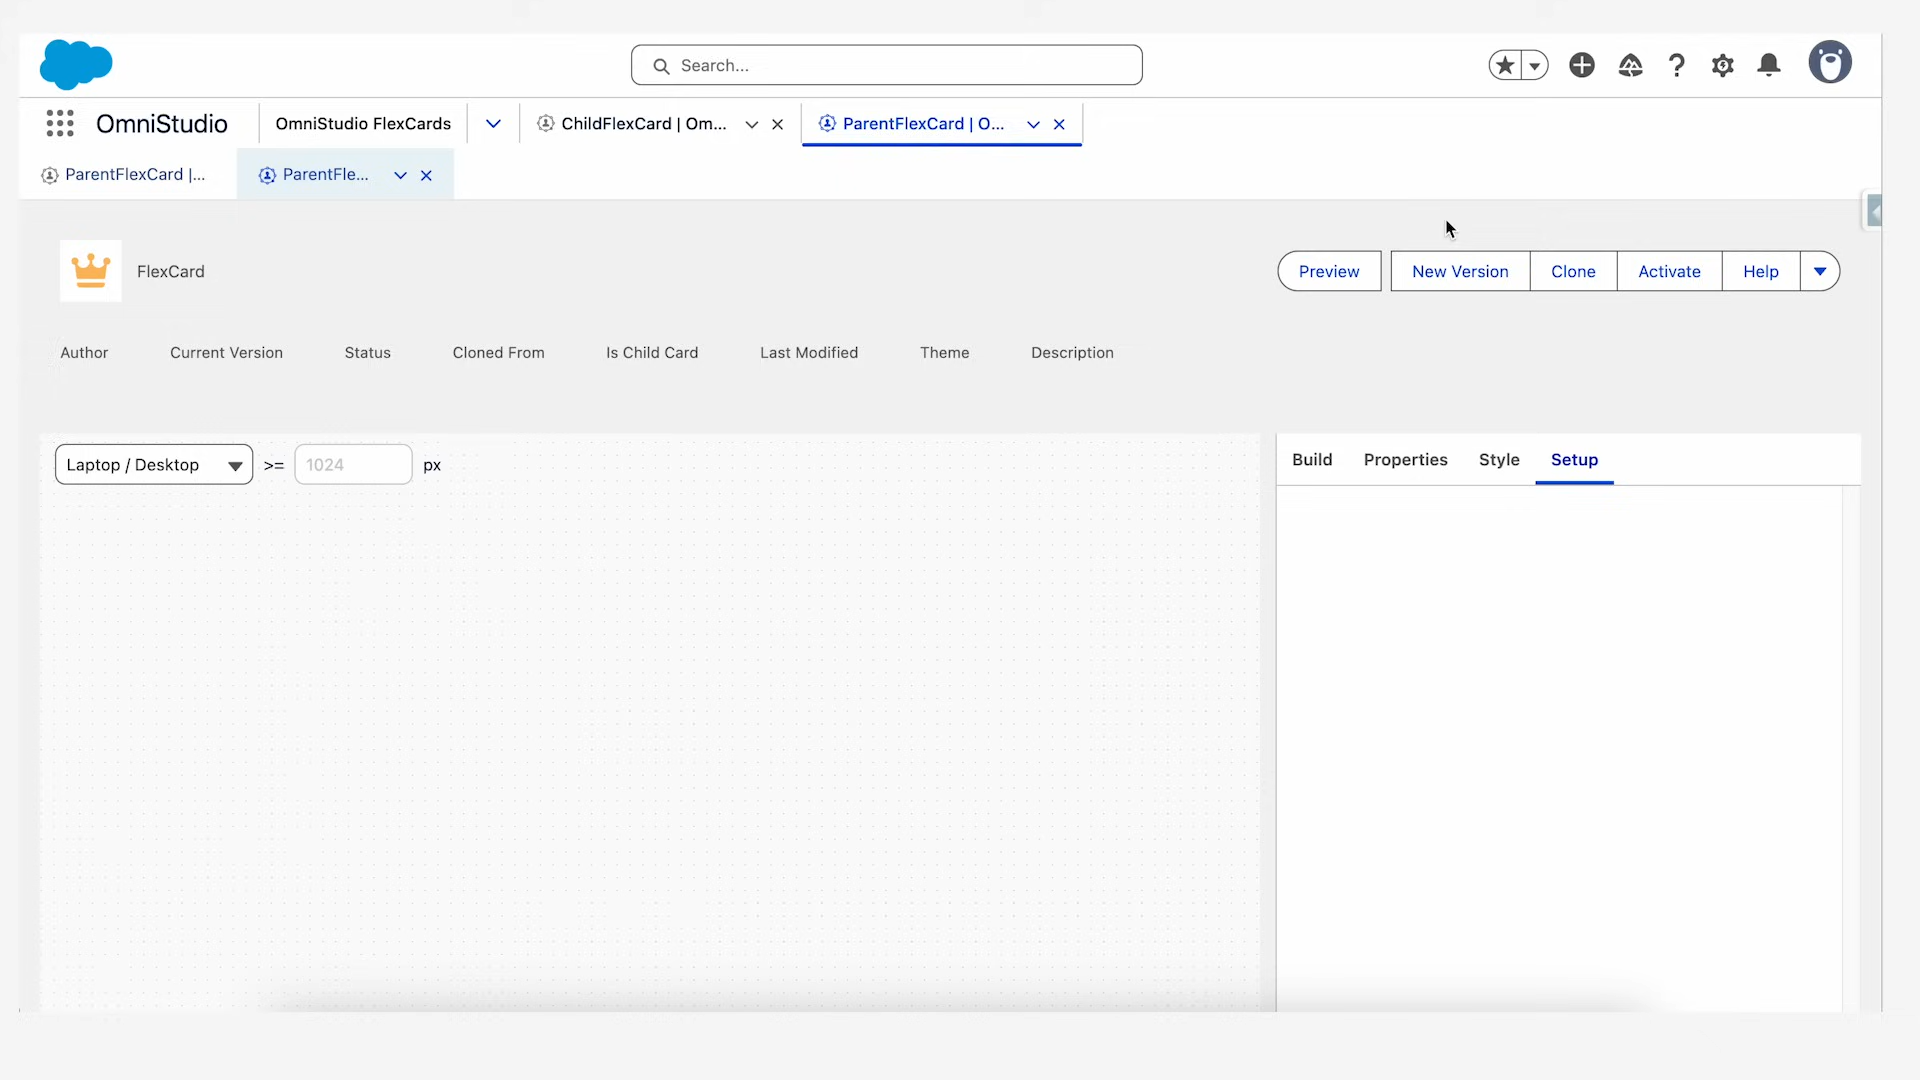 Search...
OmniStudio
OmniStudio FlexCards
ChildFlexCard | Om...
ParentFlexCard | O...
ParentFlexCard |...
ParentFle...
FlexCard
Preview
New Version
Clone
Activate
Help
Author
Current Version
Status
Cloned From
Is Child Card
Last Modified
Theme
Description
Laptop / Desktop >= 1024 px
Build
Properties
Style
Setup